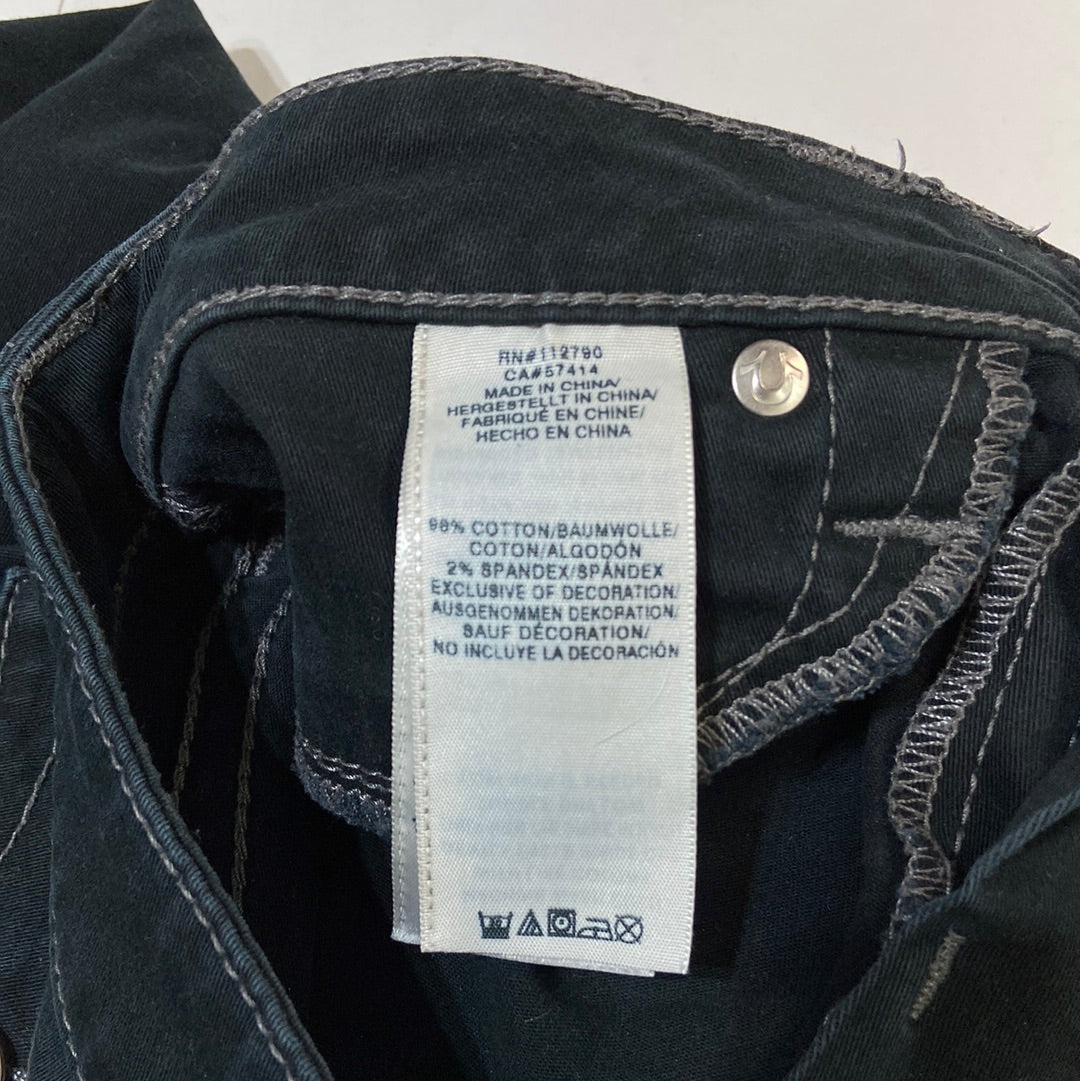 RN#112790
CA#57414
MADE IN CHINA/
HERGESTELLT IN CHINA/
FABRIQUÉ EN CHINE/
HECHO EN CHINA
98% COTTON/BAUMWOLLE/
COTON/ALGODÓN
2% SPANDEX/SPÁNDEX
EXCLUSIVE OF DECORATION/
AUSGENOMMEN DEKORATION/
SAUF DÉCORATION/
NO INCLUYE LA DECORACIÓN